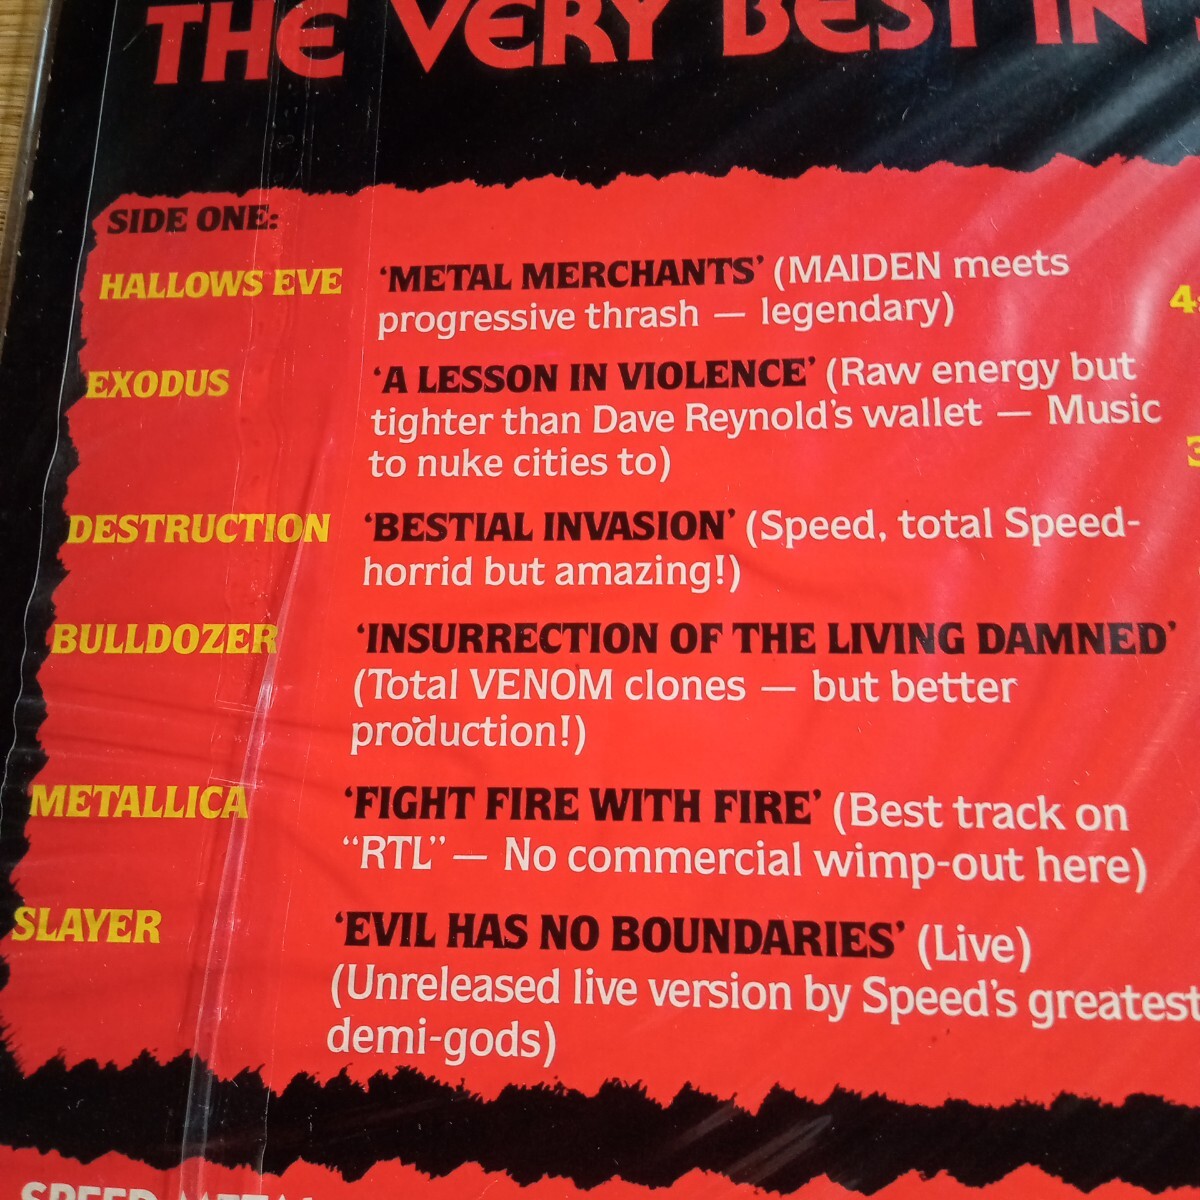 THE VERY BEST IN
SIDE ONE:
HALLOWS EVE 'METAL MERCHANTS' (MAIDEN meets
progressive thrash — legendary)
4
EXODUS 'A LESSON IN VIOLENCE' (Raw energy but
tighter than Dave Reynold's wallet — Music
to nuke cities to)
3
DESTRUCTION 'BESTIAL INVASION' (Speed, total Speed-
horrid but amazing!)
BULLDOZER 'INSURRECTION OF THE LIVING DAMNED'
(Total VENOM clones — but better
production!)
METALLICA 'FIGHT FIRE WITH FIRE' (Best track on
"RTL" — No commercial wimp-out here)
SLAYER 'EVIL HAS NO BOUNDARIES' (Live)
(Unreleased live version by Speed's greatest
demi-gods)
SPEED METAL